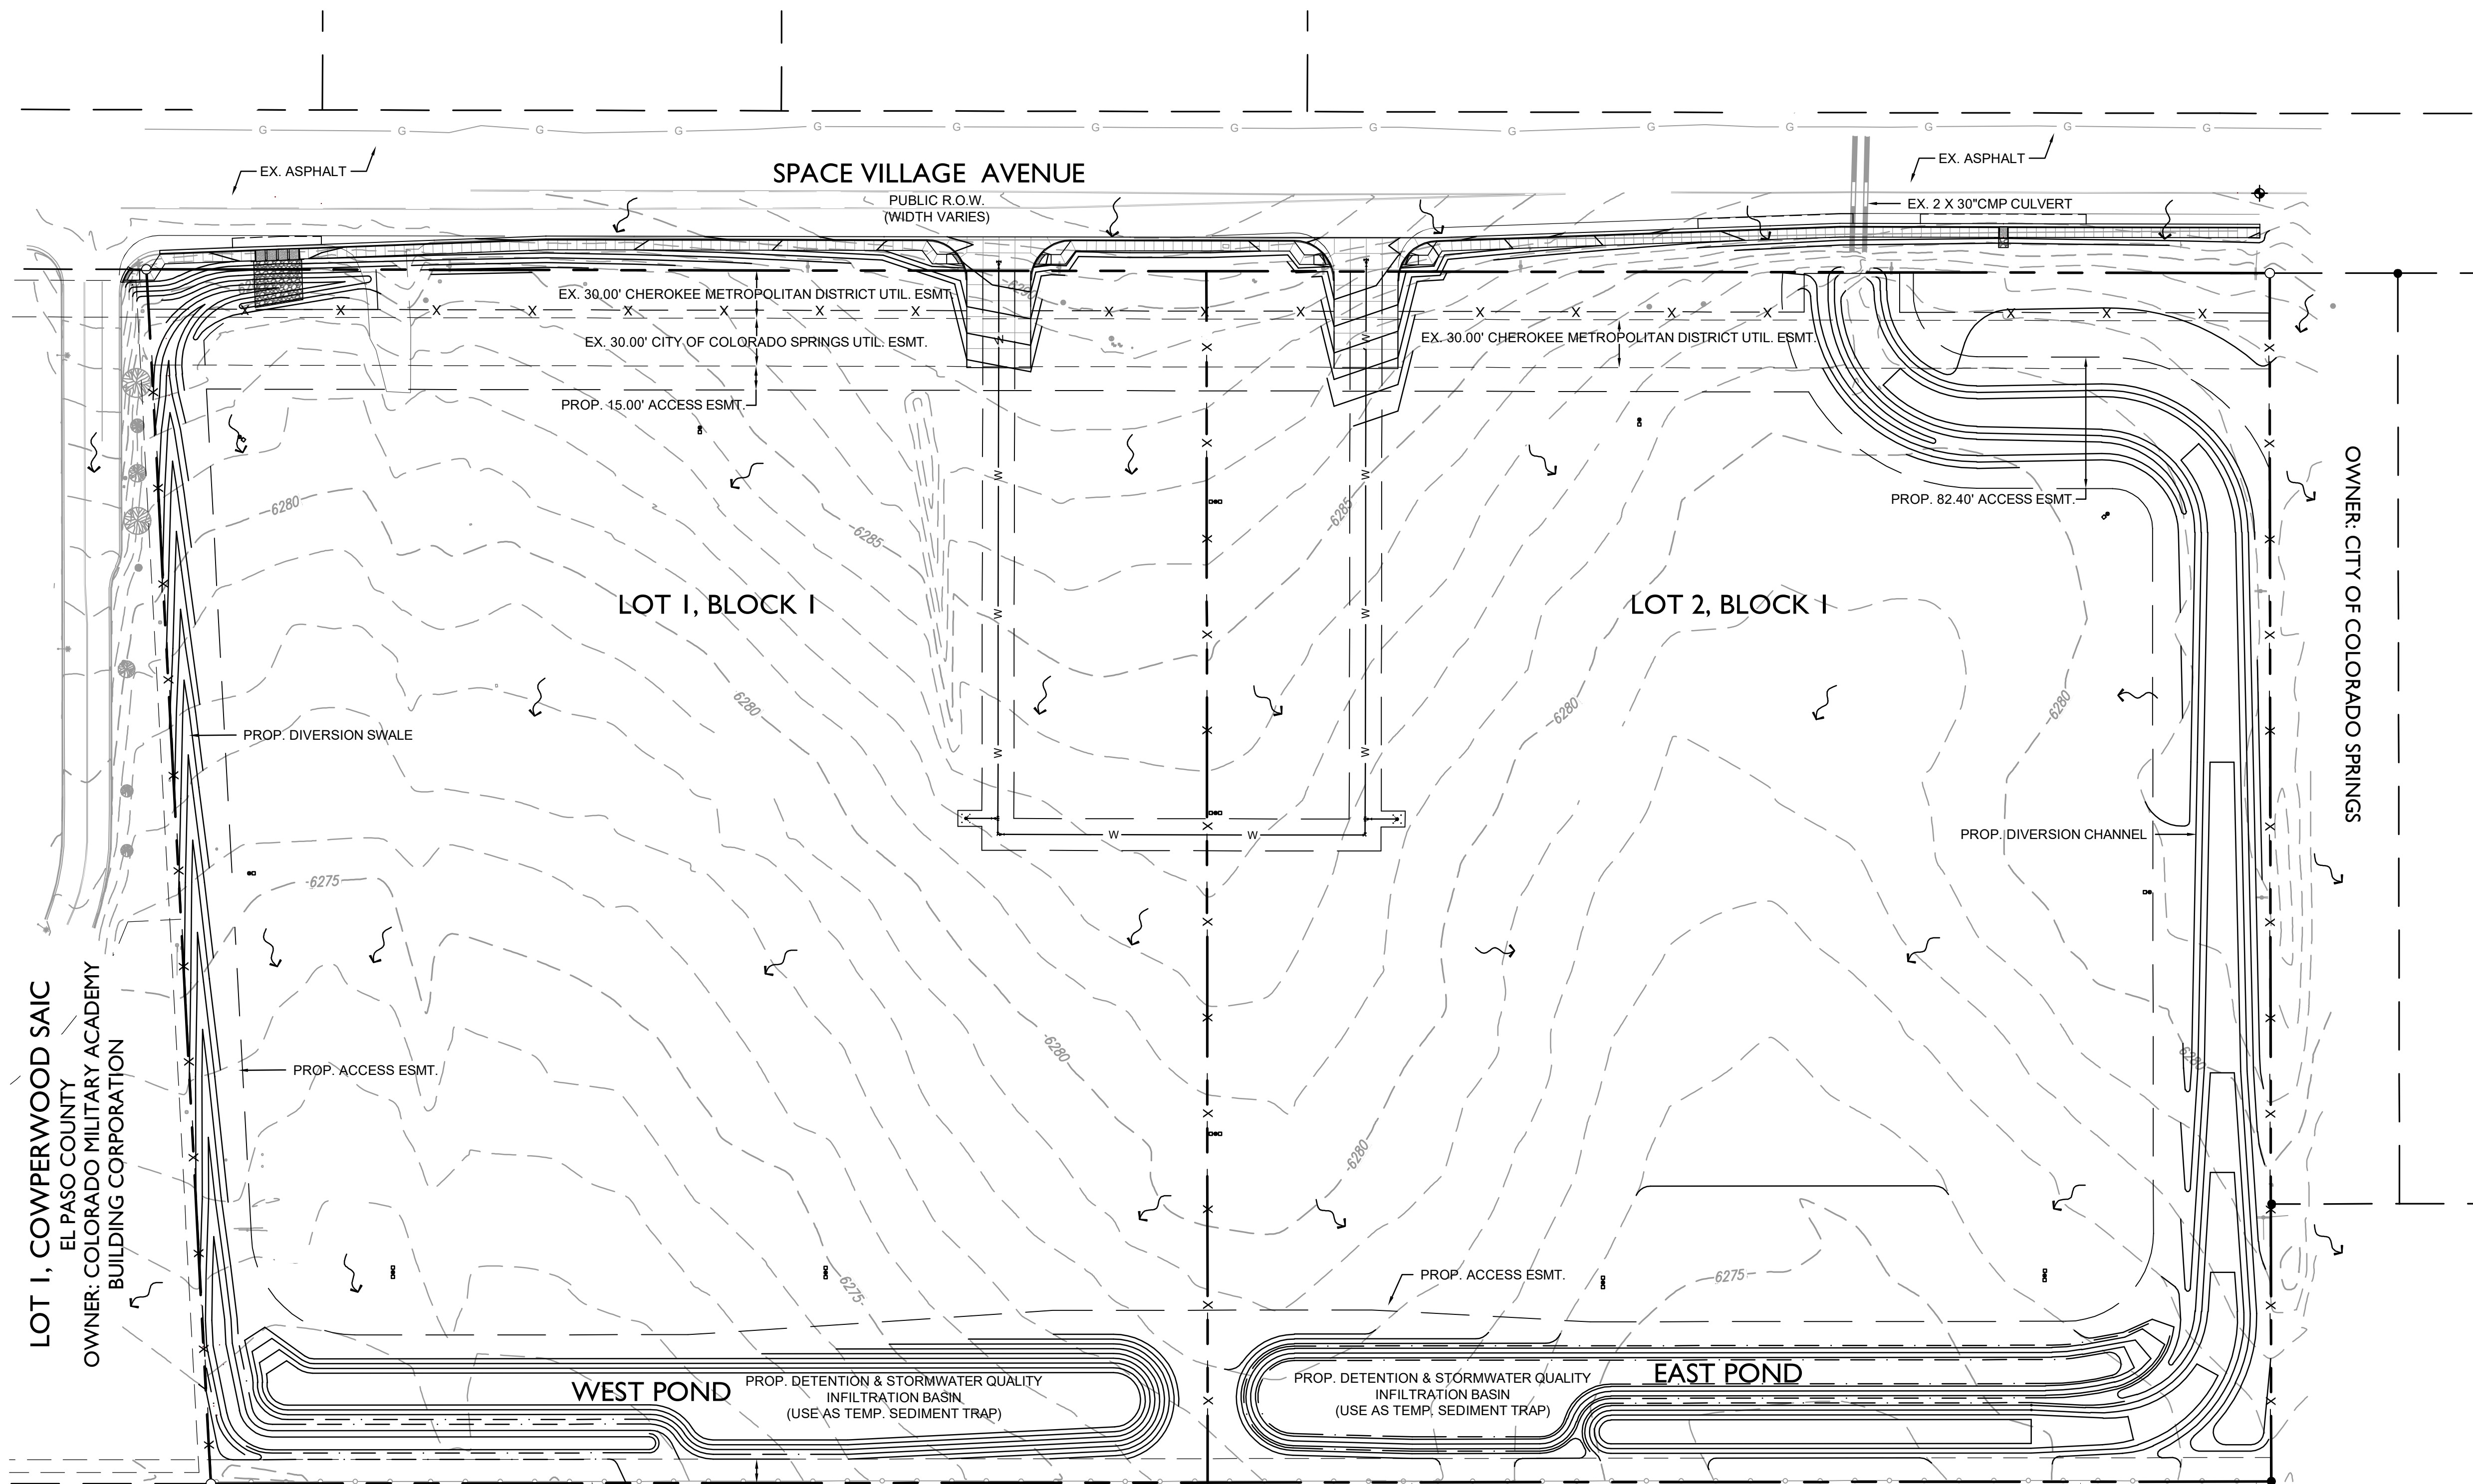 G G G G G G G G G G G G G G G
EX. ASPHALT
SPACE VILLAGE AVENUE
PUBLIC R.O.W.
(WIDTH VARIES)
EX. ASPHALT
EX. 2 X 30"CMP CULVERT
EX. 30.00' CHEROKEE METROPOLITAN DISTRICT UTIL. ESMT.
6290
EX. 30.00' CITY OF COLORADO SPRINGS UTIL. ESMT.
EX. 30.00' CHEROKEE METROPOLITAN DISTRICT UTIL. ESMT.
PROP. 15.00' ACCESS ESMT.
PROP. 82.40' ACCESS ESMT.
6280
6285
6285
LOT 1, BLOCK 1
LOT 2, BLOCK 1
OWNER: CITY OF COLORADO SPRINGS
W W W
W W W
6280
6280
6280
PROP. DIVERSION SWALE
W W
PROP. DIVERSION CHANNEL
6275
LOT 1, COWPERWOOD SAIC
EL PASO COUNTY
OWNER: COLORADO MILITARY ACADEMY
BUILDING CORPORATION
PROP. ACCESS ESMT.
6280
6280
6280
PROP. ACCESS ESMT.
6275
6275
WEST POND
PROP. DETENTION & STORMWATER QUALITY
INFILTRATION BASIN
(USE AS TEMP. SEDIMENT TRAP)
PROP. DETENTION & STORMWATER QUALITY
INFILTRATION BASIN
(USE AS TEMP. SEDIMENT TRAP)
EAST POND